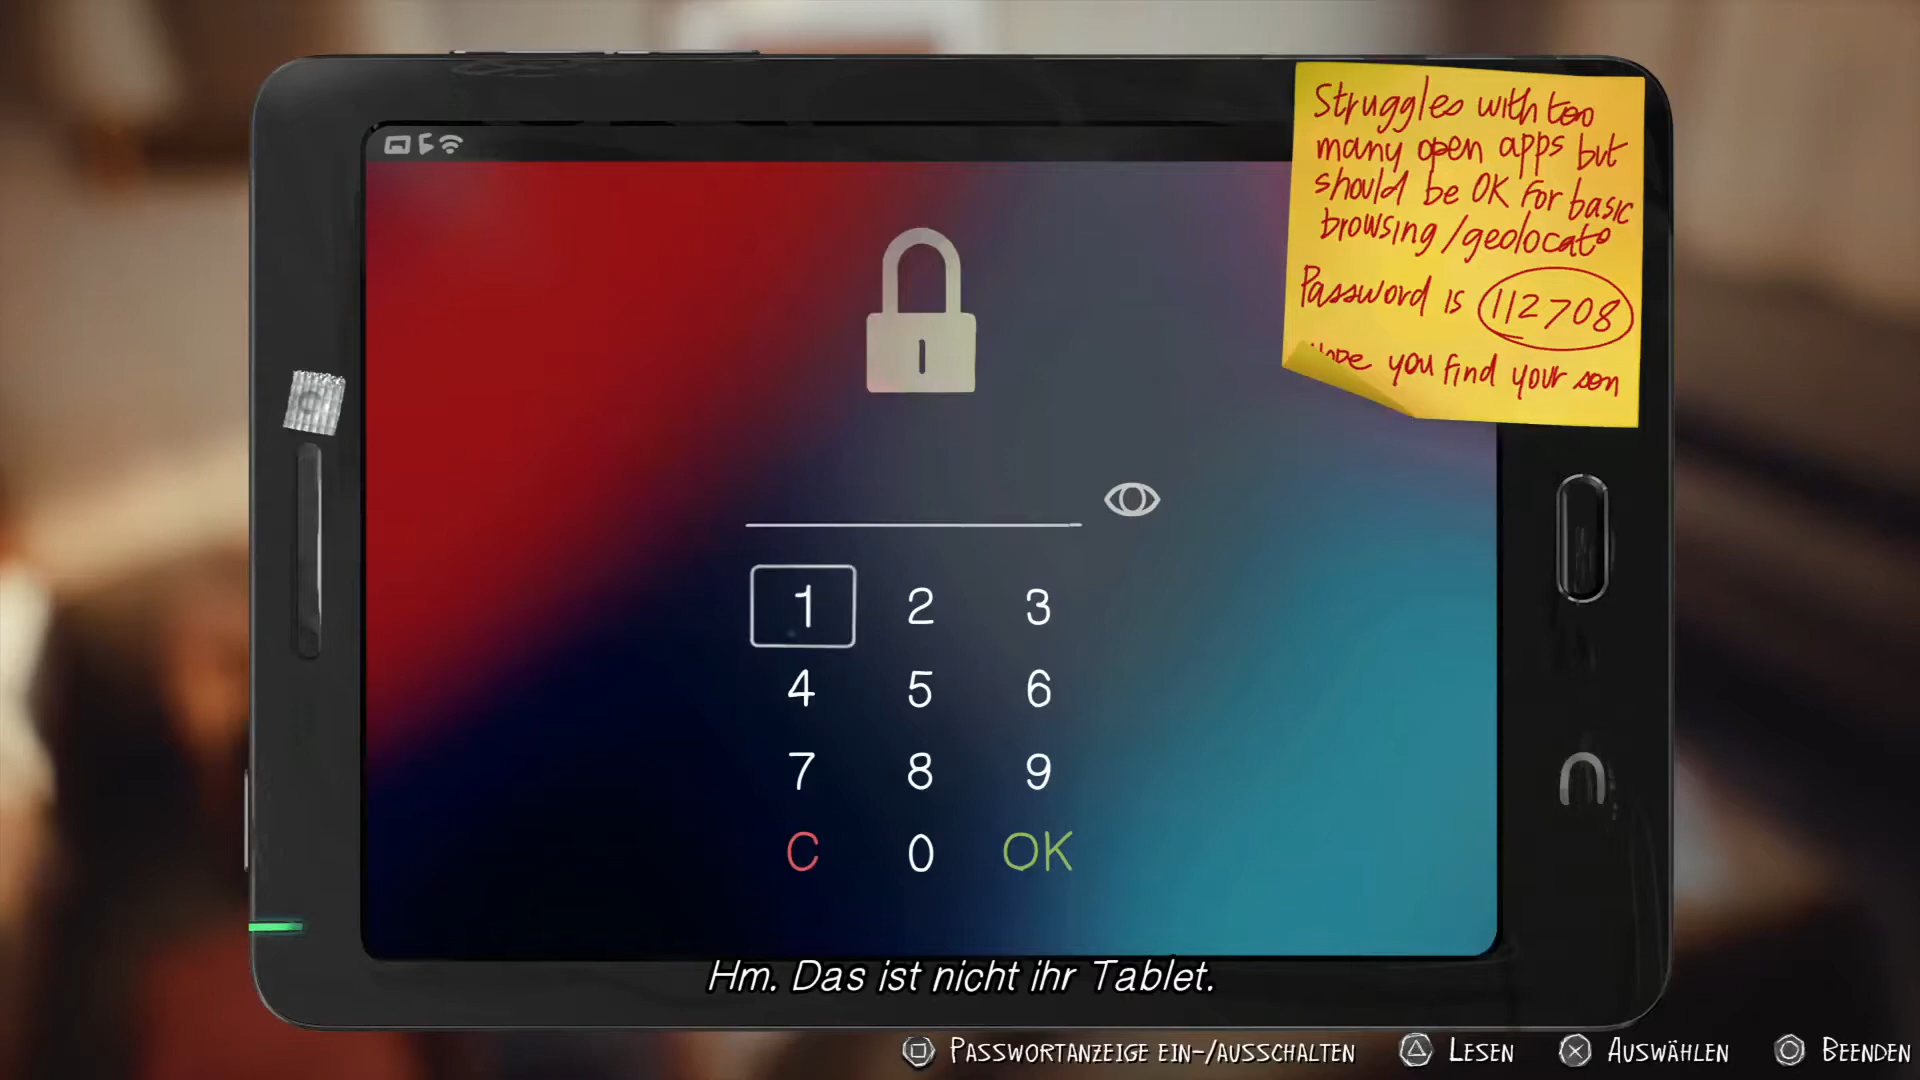 Struggles with too
many open apps but
should be OK for basic
browsing/geolocate
Password is 112708
Hope you find your son
1 2 3
4 5 6
7 8 9
C 0 OK
Hm. Das ist nicht ihr Tablet.
PASSWORTANZEIGE EIN-/AUSSCHALTEN LESEN AUSWÄHLEN BEENDEN